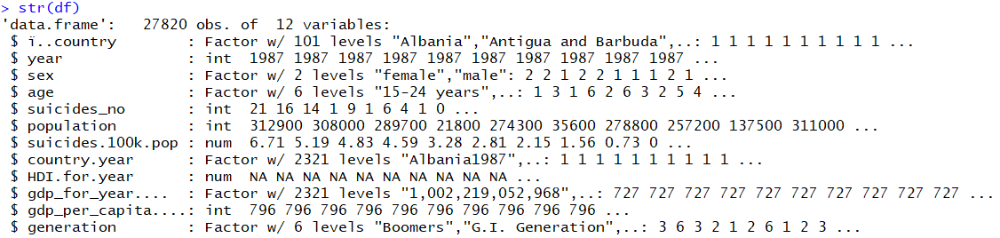 > str(df)
'data.frame':   27820 obs. of  12 variables:
 $ ï..country        : Factor w/ 101 levels "Albania","Antigua and Barbuda",..: 1 1 1 1 1 1 1 1 1 1 ...
 $ year              : int  1987 1987 1987 1987 1987 1987 1987 1987 1987 1987 ...
 $ sex               : Factor w/ 2 levels "female","male": 2 2 1 2 2 1 1 1 2 1 ...
 $ age               : Factor w/ 6 levels "15-24 years",..: 1 3 1 6 2 6 3 2 5 4 ...
 $ suicides_no       : int  21 16 14 1 9 1 6 4 1 0 ...
 $ population        : int  312900 308000 289700 21800 274300 35600 278800 257200 137500 311000 ...
 $ suicides.100k.pop : num  6.71 5.19 4.83 4.59 3.28 2.81 2.15 1.56 0.73 0 ...
 $ country.year      : Factor w/ 2321 levels "Albania1987",..: 1 1 1 1 1 1 1 1 1 1 ...
 $ HDI.for.year      : num  NA NA NA NA NA NA NA NA NA NA ...
 $ gdp_for_year....  : Factor w/ 2321 levels "1,002,219,052,968",..: 727 727 727 727 727 727 727 727 727 727 ...
 $ gdp_per_capita....: int  796 796 796 796 796 796 796 796 796 796 ...
 $ generation        : Factor w/ 6 levels "Boomers","G.I. Generation",..: 3 6 3 2 1 2 6 1 2 3 ...